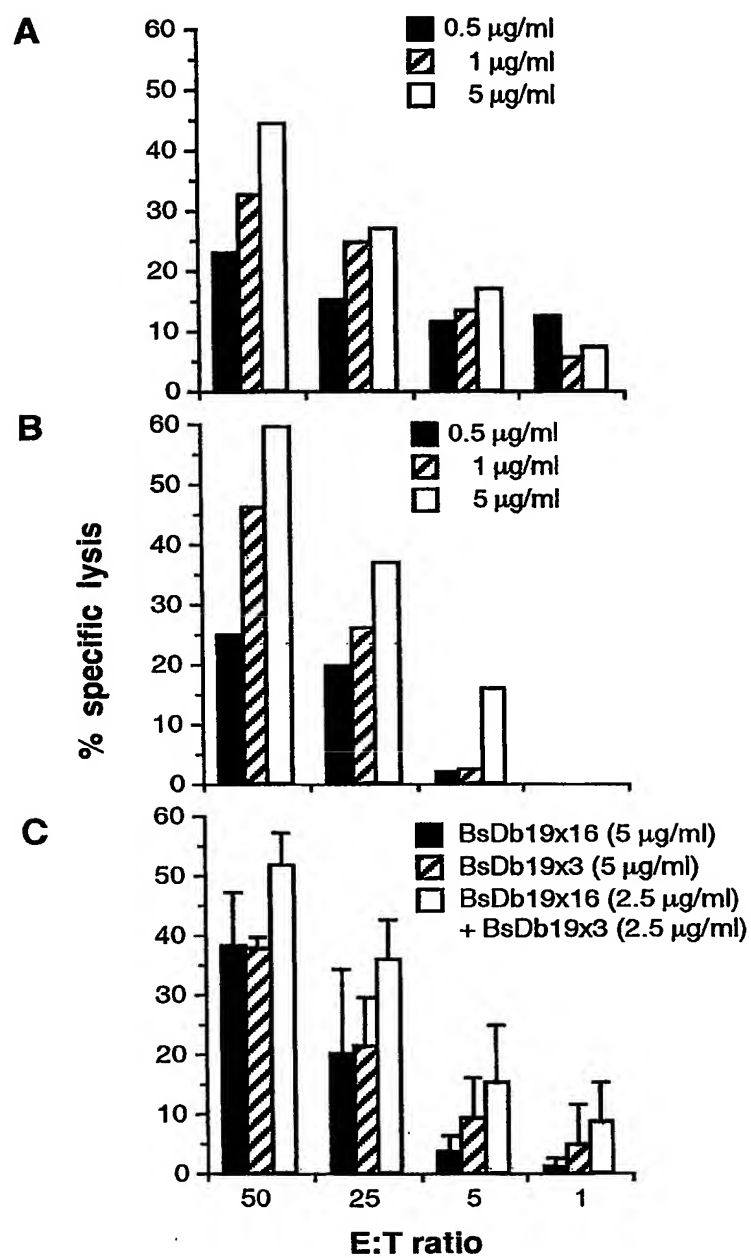 A
60
50
40
30
20
10
0
0.5 µg/ml
1 µg/ml
5 µg/ml
B
60
50
40
30
20
10
0
0.5 µg/ml
1 µg/ml
5 µg/ml
% specific lysis
C
60
50
40
30
20
10
0
BsDb19x16 (5 µg/ml)
BsDb19x3 (5 µg/ml)
BsDb19x16 (2.5 µg/ml)
+ BsDb19x3 (2.5 µg/ml)
50 25 5 1
E:T ratio